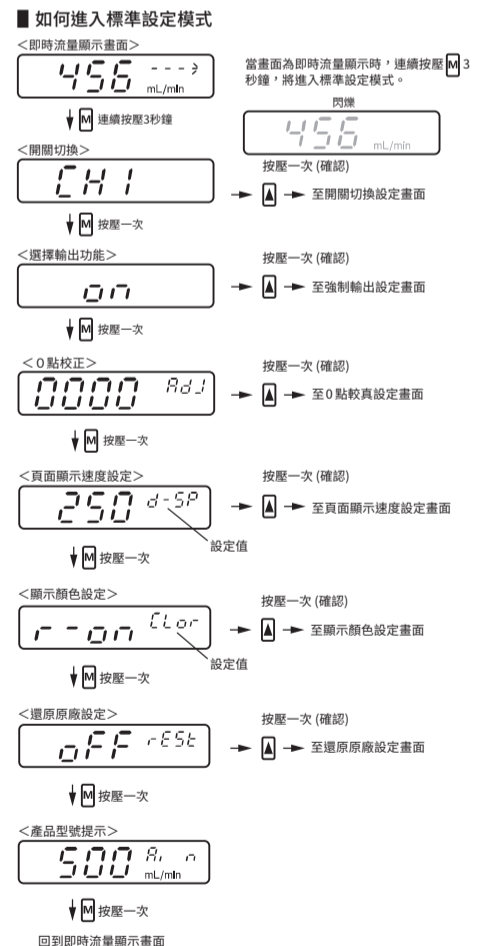 ■ 如何進入標準設定模式
＜即時流量顯示畫面＞
456 ---> mL/min
當畫面為即時流量顯示時，連續按壓 M 3
秒鐘，將進入標準設定模式。
M 連續按壓3秒鐘
閃爍
456 mL/min
＜開關切換＞
CH 1
按壓一次 (確認)
至開關切換設定畫面
M 按壓一次
＜選擇輸出功能＞
on
按壓一次 (確認)
至強制輸出設定畫面
M 按壓一次
＜0 點校正＞
0000 AdJ
按壓一次 (確認)
至0 點較真設定畫面
M 按壓一次
＜頁面顯示速度設定＞
250 d-SP
按壓一次 (確認)
至頁面顯示速度設定畫面
設定值
M 按壓一次
＜顯示顏色設定＞
r-on CLor
按壓一次 (確認)
至顯示顏色設定畫面
設定值
M 按壓一次
＜還原原廠設定＞
oFF rESt
按壓一次 (確認)
至還原原廠設定畫面
M 按壓一次
＜產品型號提示＞
500 Ai n mL/min
M 按壓一次
回到即時流量顯示畫面